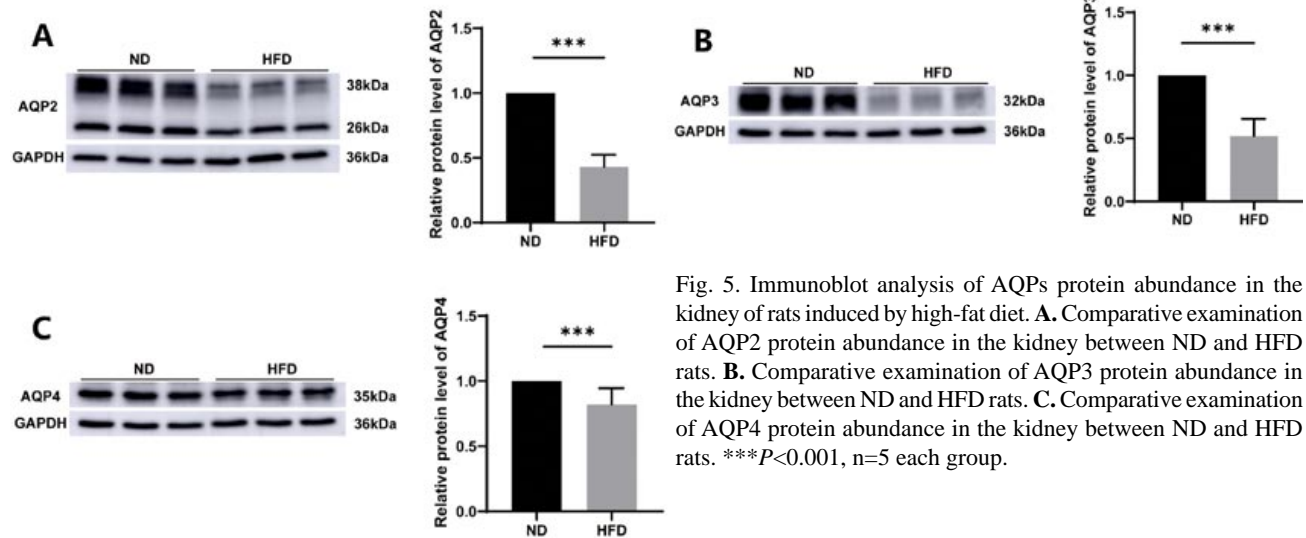 A
ND HFD
AQP2
38kDa
26kDa
GAPDH
36kDa
Relative protein level of AQP2
1.5
1.0
0.5
0.0
***
ND HFD
B
ND HFD
AQP3
32kDa
GAPDH
36kDa
Relative protein level of AQP3
1.5
1.0
0.5
0.0
***
ND HFD
C
ND HFD
AQP4
35kDa
GAPDH
36kDa
Relative protein level of AQP4
1.5
1.0
0.5
0.0
***
ND HFD
Fig. 5. Immunoblot analysis of AQPs protein abundance in the
kidney of rats induced by high-fat diet. A. Comparative examination
of AQP2 protein abundance in the kidney between ND and HFD
rats. B. Comparative examination of AQP3 protein abundance in
the kidney between ND and HFD rats. C. Comparative examination
of AQP4 protein abundance in the kidney between ND and HFD
rats. ***P<0.001, n=5 each group.